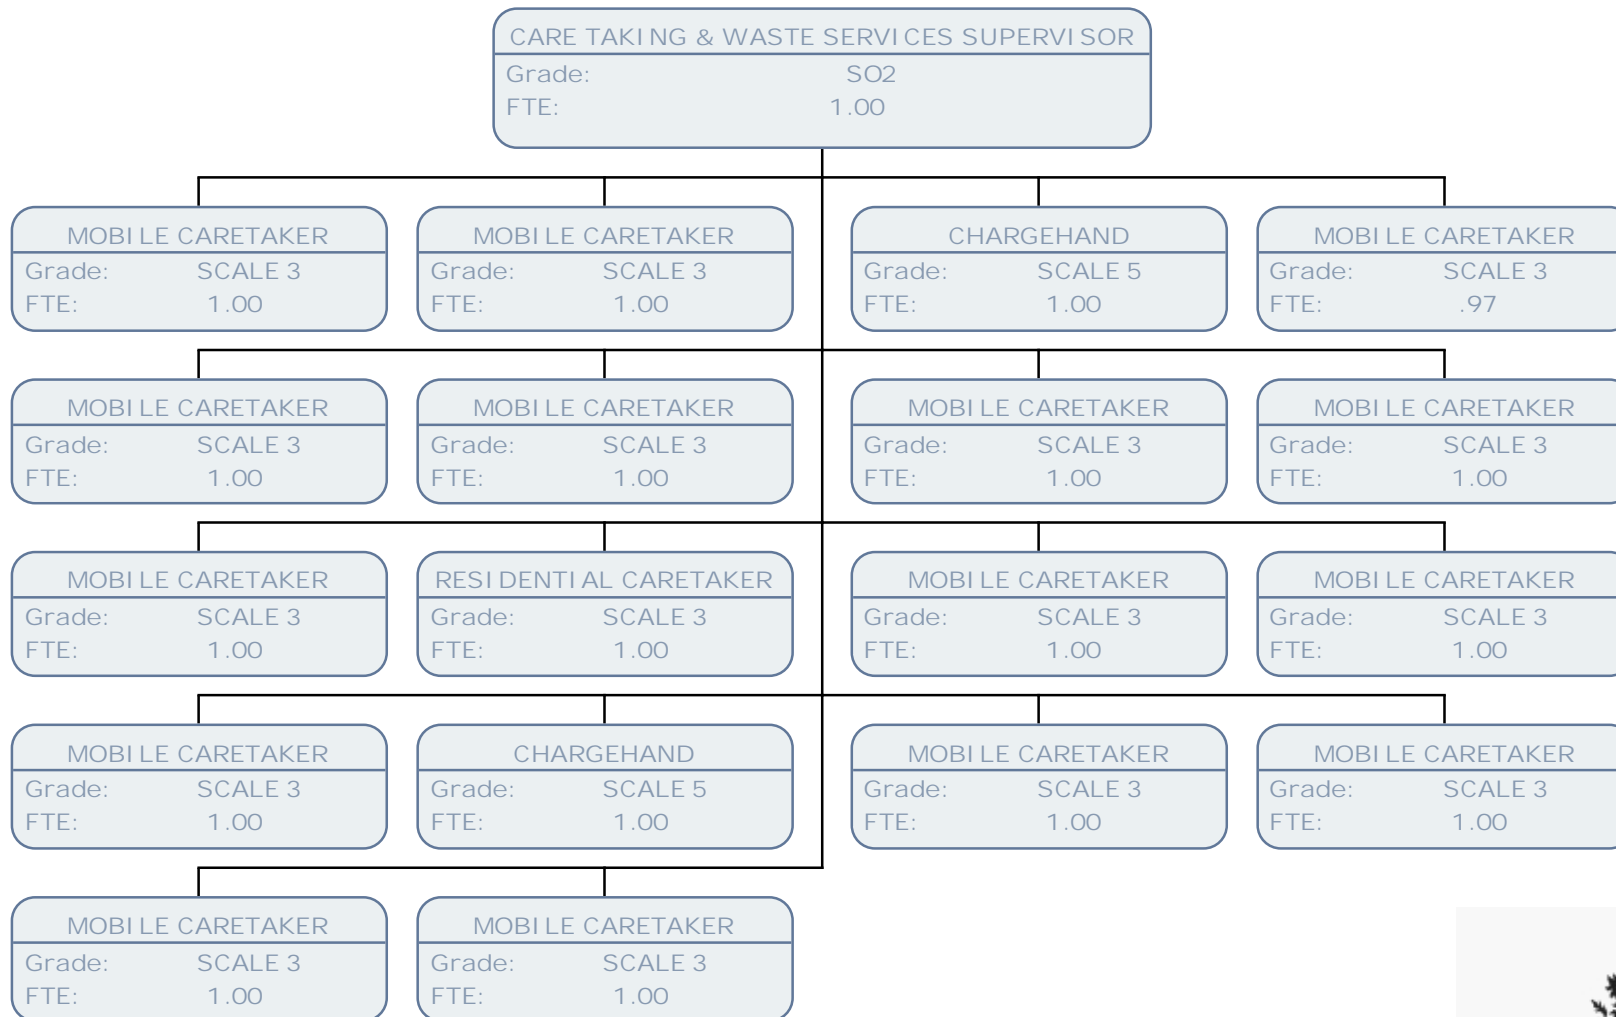 CARE TAKING & WASTE SERVICES SUPERVISOR
Grade: SO2
FTE: 1.00
MOBILE CARETAKER
Grade: SCALE 3
FTE: 1.00
MOBILE CARETAKER
Grade: SCALE 3
FTE: 1.00
CHARGEHAND
Grade: SCALE 5
FTE: 1.00
MOBILE CARETAKER
Grade: SCALE 3
FTE: .97
MOBILE CARETAKER
Grade: SCALE 3
FTE: 1.00
MOBILE CARETAKER
Grade: SCALE 3
FTE: 1.00
MOBILE CARETAKER
Grade: SCALE 3
FTE: 1.00
MOBILE CARETAKER
Grade: SCALE 3
FTE: 1.00
MOBILE CARETAKER
Grade: SCALE 3
FTE: 1.00
RESIDENTIAL CARETAKER
Grade: SCALE 3
FTE: 1.00
MOBILE CARETAKER
Grade: SCALE 3
FTE: 1.00
MOBILE CARETAKER
Grade: SCALE 3
FTE: 1.00
MOBILE CARETAKER
Grade: SCALE 3
FTE: 1.00
CHARGEHAND
Grade: SCALE 5
FTE: 1.00
MOBILE CARETAKER
Grade: SCALE 3
FTE: 1.00
MOBILE CARETAKER
Grade: SCALE 3
FTE: 1.00
MOBILE CARETAKER
Grade: SCALE 3
FTE: 1.00
MOBILE CARETAKER
Grade: SCALE 3
FTE: 1.00